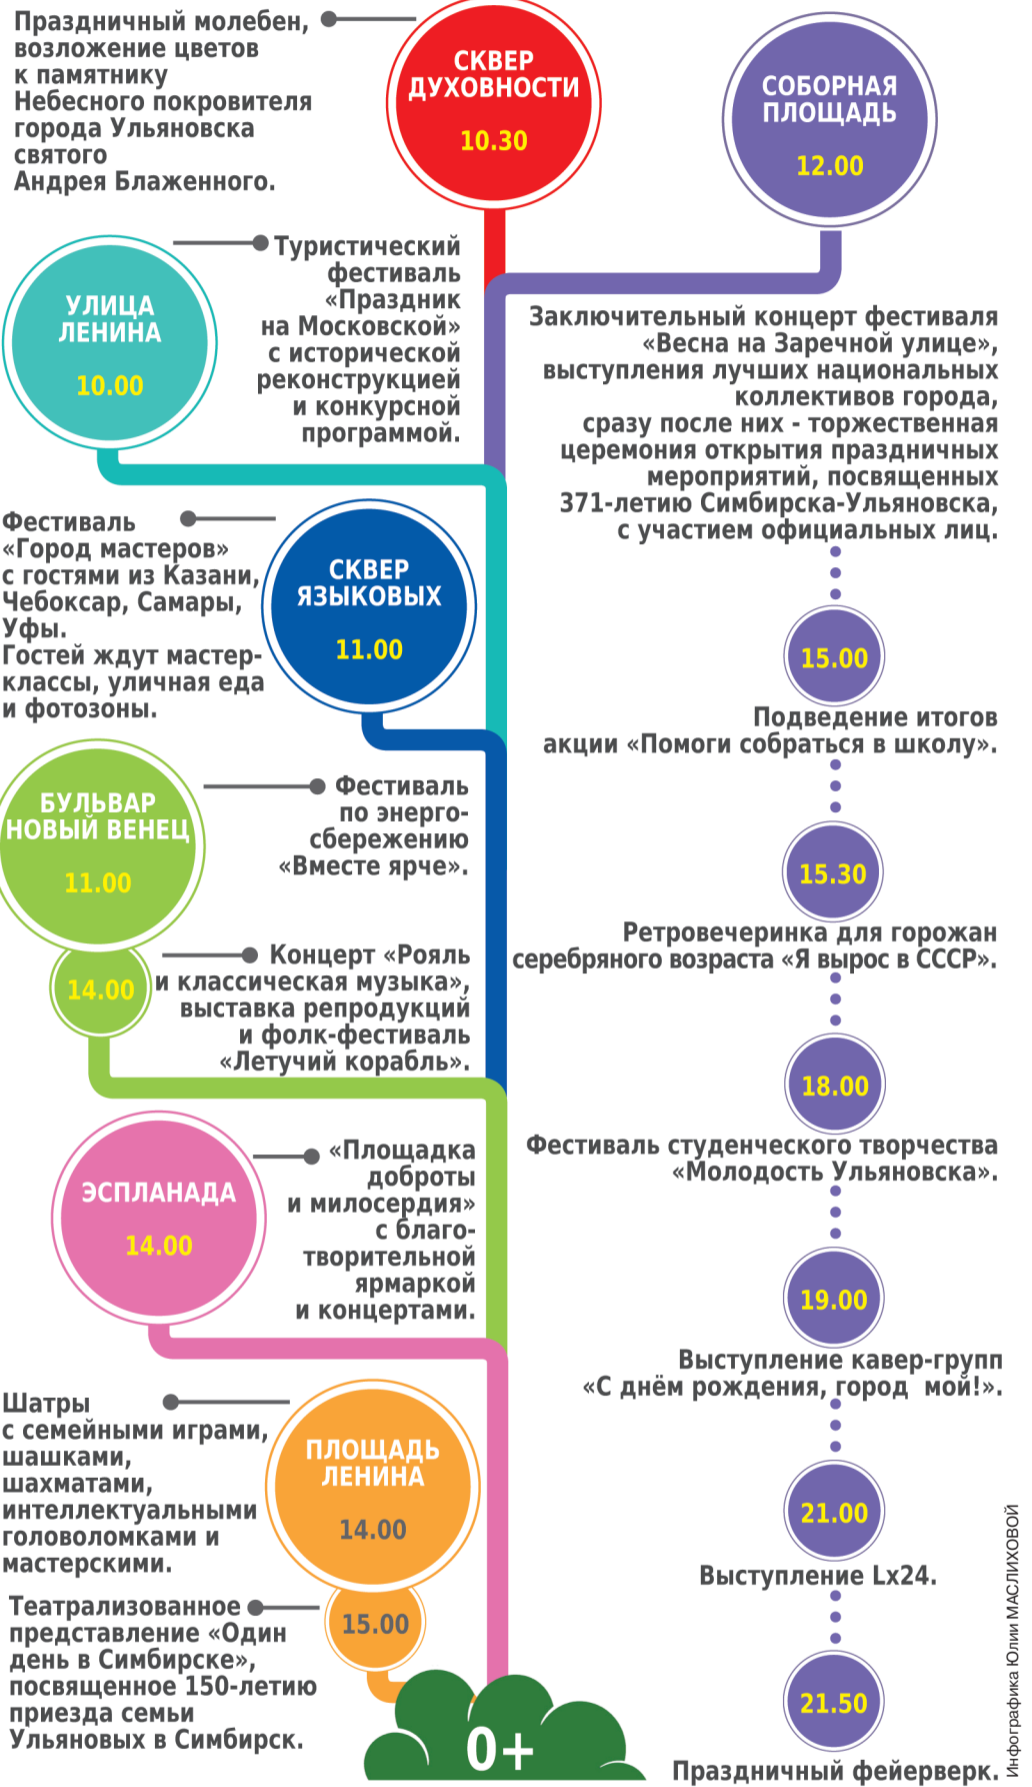 Праздничный молебен,
возложение цветов
к памятнику
Небесного покровителя
города Ульяновска
святого
Андрея Блаженного.
СКВЕР
ДУХОВНОСТИ
10.30
СОБОРНАЯ
ПЛОЩАДЬ
12.00
УЛИЦА
ЛЕНИНА
10.00
Туристический
фестиваль
«Праздник
на Московской»
с исторической
реконструкцией
и конкурсной
программой.
Заключительный концерт фестиваля
«Весна на Заречной улице»,
выступления лучших национальных
коллективов города,
сразу после них - торжественная
церемония открытия праздничных
мероприятий, посвященных
371-летию Симбирска-Ульяновска,
с участием официальных лиц.
Фестиваль
«Город мастеров»
с гостями из Казани,
Чебоксар, Самары,
Уфы.
Гостей ждут мастер-
классы, уличная еда
и фотозоны.
СКВЕР
ЯЗЫКОВЫХ
11.00
15.00
Подведение итогов
акции «Помоги собраться в школу».
БУЛЬВАР
НОВЫЙ ВЕНЕЦ
11.00
Фестиваль
по энерго-
сбережению
«Вместе ярче».
15.30
Ретровечеринка для горожан
серебряного возраста «Я вырос в СССР».
14.00
Концерт «Рояль
и классическая музыка»,
выставка репродукций
и фолк-фестиваль
«Летучий корабль».
18.00
Фестиваль студенческого творчества
«Молодость Ульяновска».
ЭСПЛАНАДА
14.00
«Площадка
доброты
и милосердия»
с благо-
творительной
ярмаркой
и концертами.
19.00
Выступление кавер-групп
«С днём рождения, город  мой!».
Шатры
с семейными играми,
шашками,
шахматами,
интеллектуальными
головоломками и
мастерскими.
ПЛОЩАДЬ
ЛЕНИНА
14.00
21.00
Выступление Lx24.
Театрализованное
представление «Один
день в Симбирске»,
посвященное 150-летию
приезда семьи
Ульяновых в Симбирск.
15.00
0+
21.50
Праздничный фейерверк.
Инфографика Юлии МАСЛИХОВОЙ